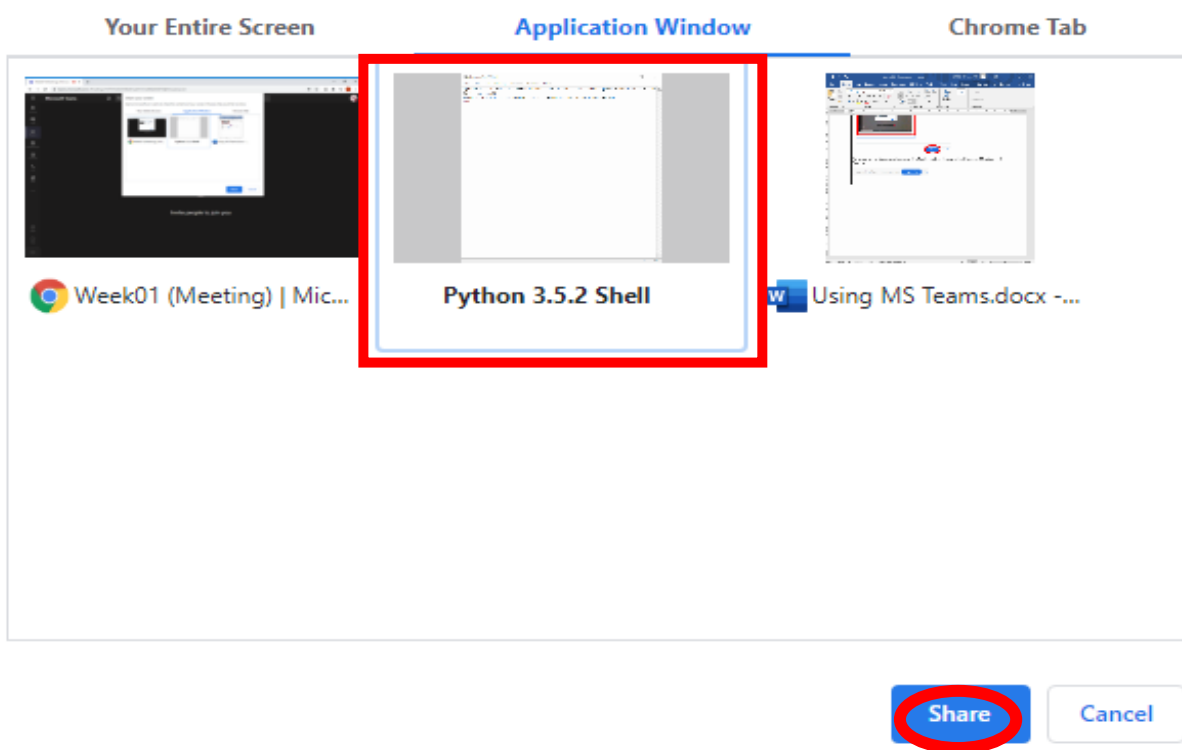 Your Entire Screen Application Window Chrome Tab
Week01 (Meeting) | Mic... Python 3.5.2 Shell W Using MS Teams.docx -...
Share Cancel